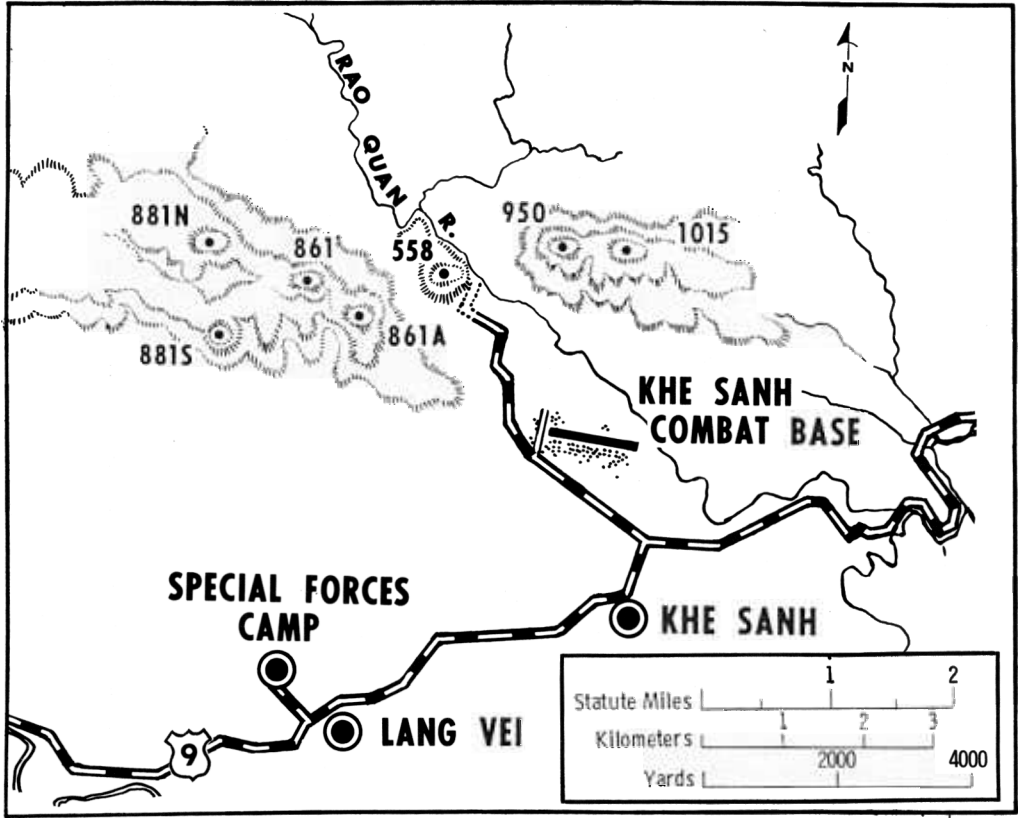 RAO QUAN R.
N
881N
861
558
950
1015
881S
861A
KHE SANH
COMBAT BASE
SPECIAL FORCES
CAMP
KHE SANH
LANG VEI
9
1 2
Statute Miles
1 2 3
Kilometers
2000 4000
Yards